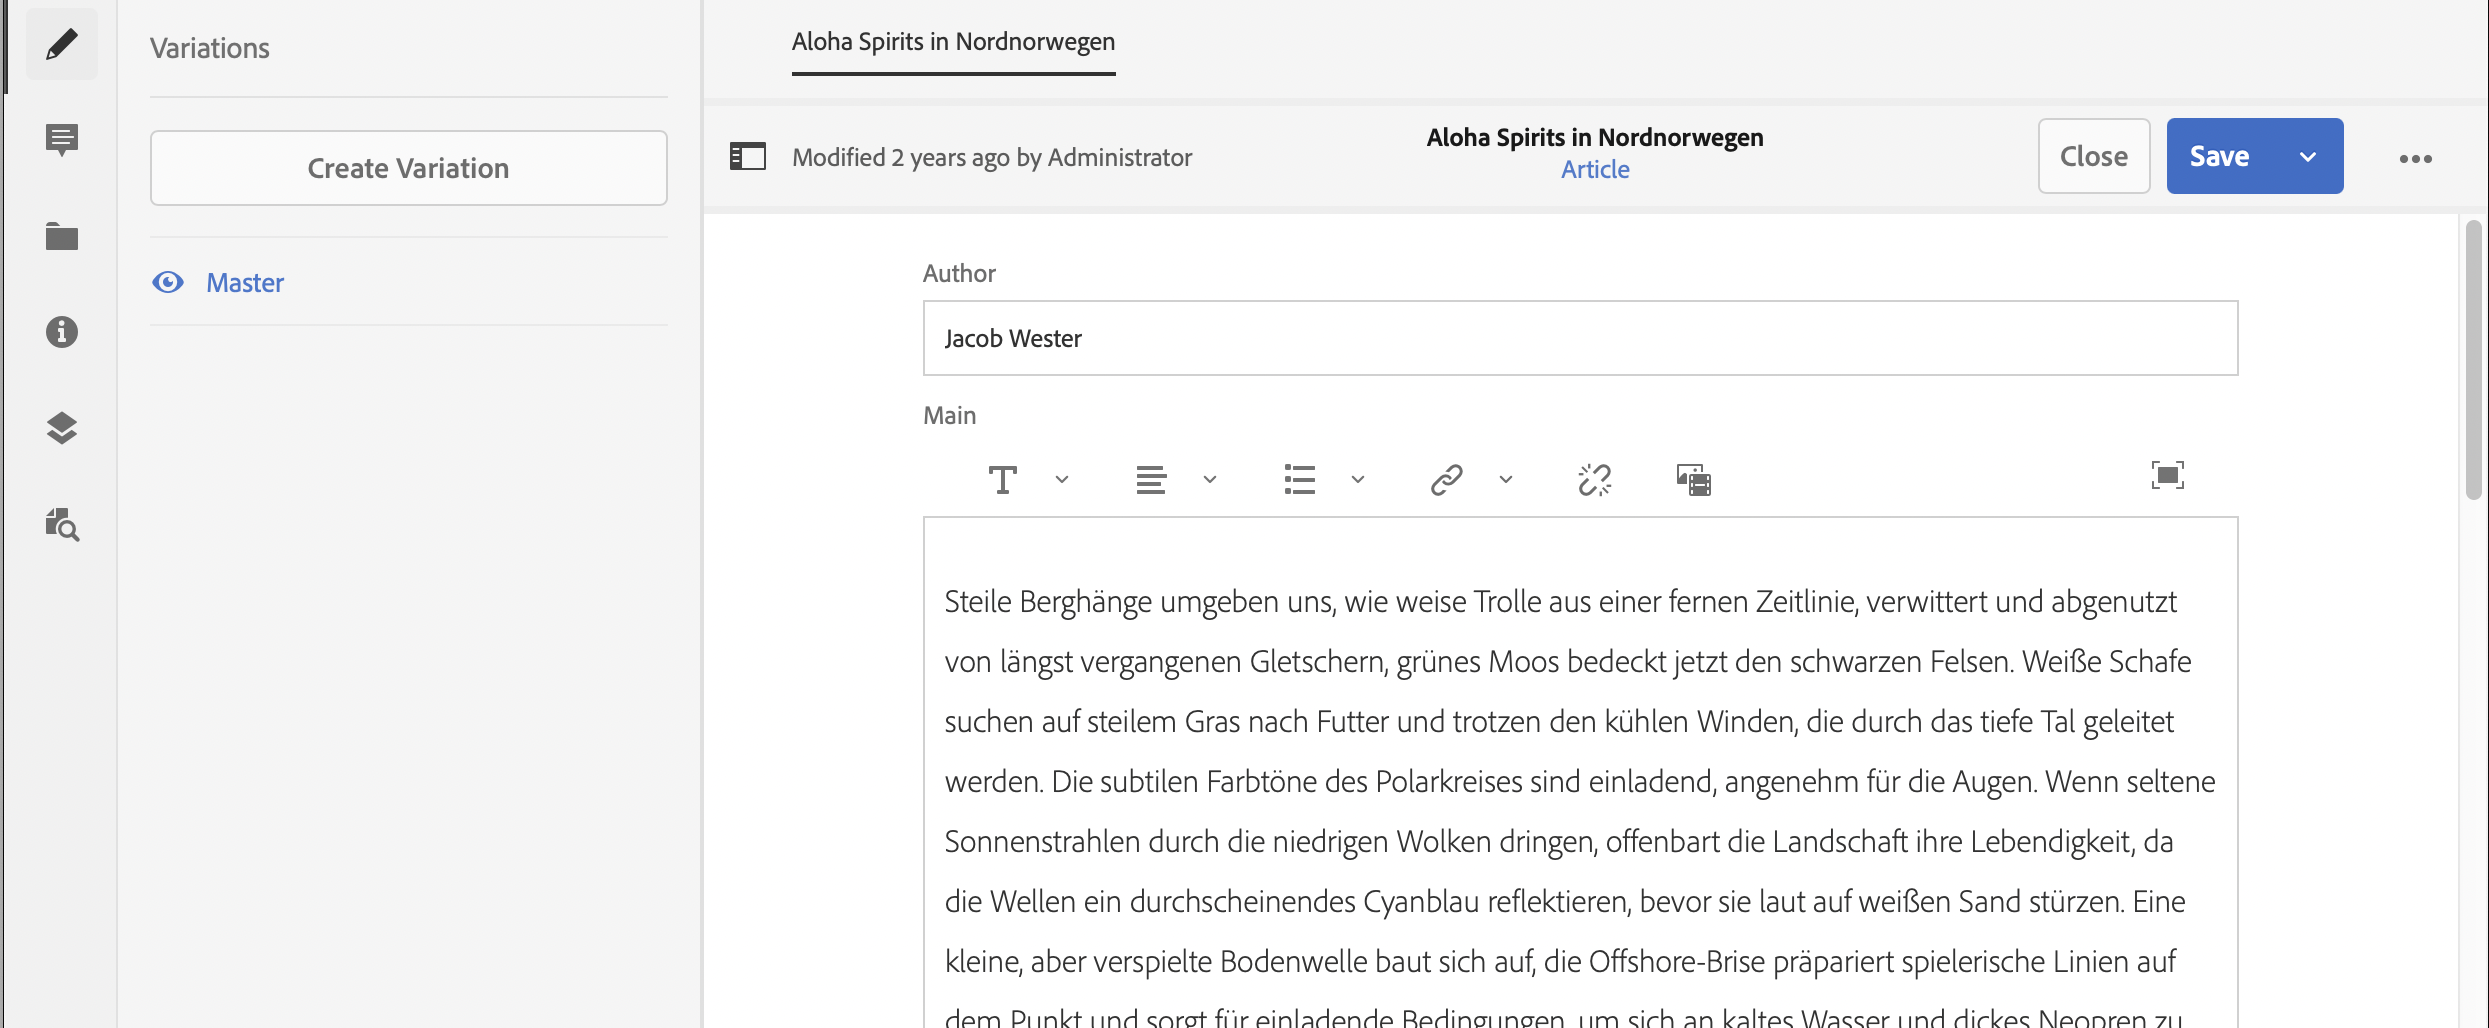 Variations
Create Variation
Master
Aloha Spirits in Nordnorwegen
Modified 2 years ago by Administrator
Aloha Spirits in Nordnorwegen
Article
Close
Save
Author
Jacob Wester
Main
Steile Berghänge umgeben uns, wie weise Trolle aus einer fernen Zeitlinie, verwittert und abgenutzt
von längst vergangenen Gletschern, grünes Moos bedeckt jetzt den schwarzen Felsen. Weiße Schafe
suchen auf steilem Gras nach Futter und trotzen den kühlen Winden, die durch das tiefe Tal geleitet
werden. Die subtilen Farbtöne des Polarkreises sind einladend, angenehm für die Augen. Wenn seltene
Sonnenstrahlen durch die niedrigen Wolken dringen, offenbart die Landschaft ihre Lebendigkeit, da
die Wellen ein durchscheinendes Cyanblau reflektieren, bevor sie laut auf weißen Sand stürzen. Eine
kleine, aber verspielte Bodenwelle baut sich auf, die Offshore-Brise präpariert spielerische Linien auf
dem Punkt und sorgt für einladende Bedingungen, um sich an kaltes Wasser und dickes Neopren zu